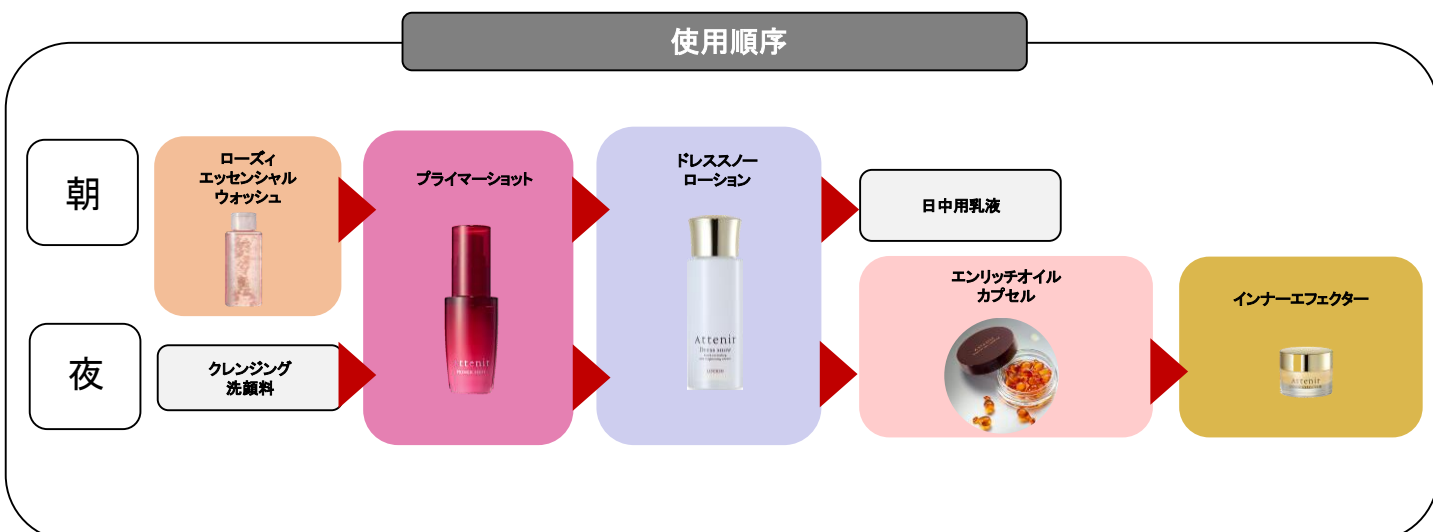 使用順序
朝
ローズィ
エッセンシャル
ウォッシュ
プライマーショット
ドレススノー
ローション
日中用乳液
夜
クレンジング
洗顔料
エンリッチオイル
カプセル
インナーエフェクター
Attenir
Attenir
Dress snow
Attenir